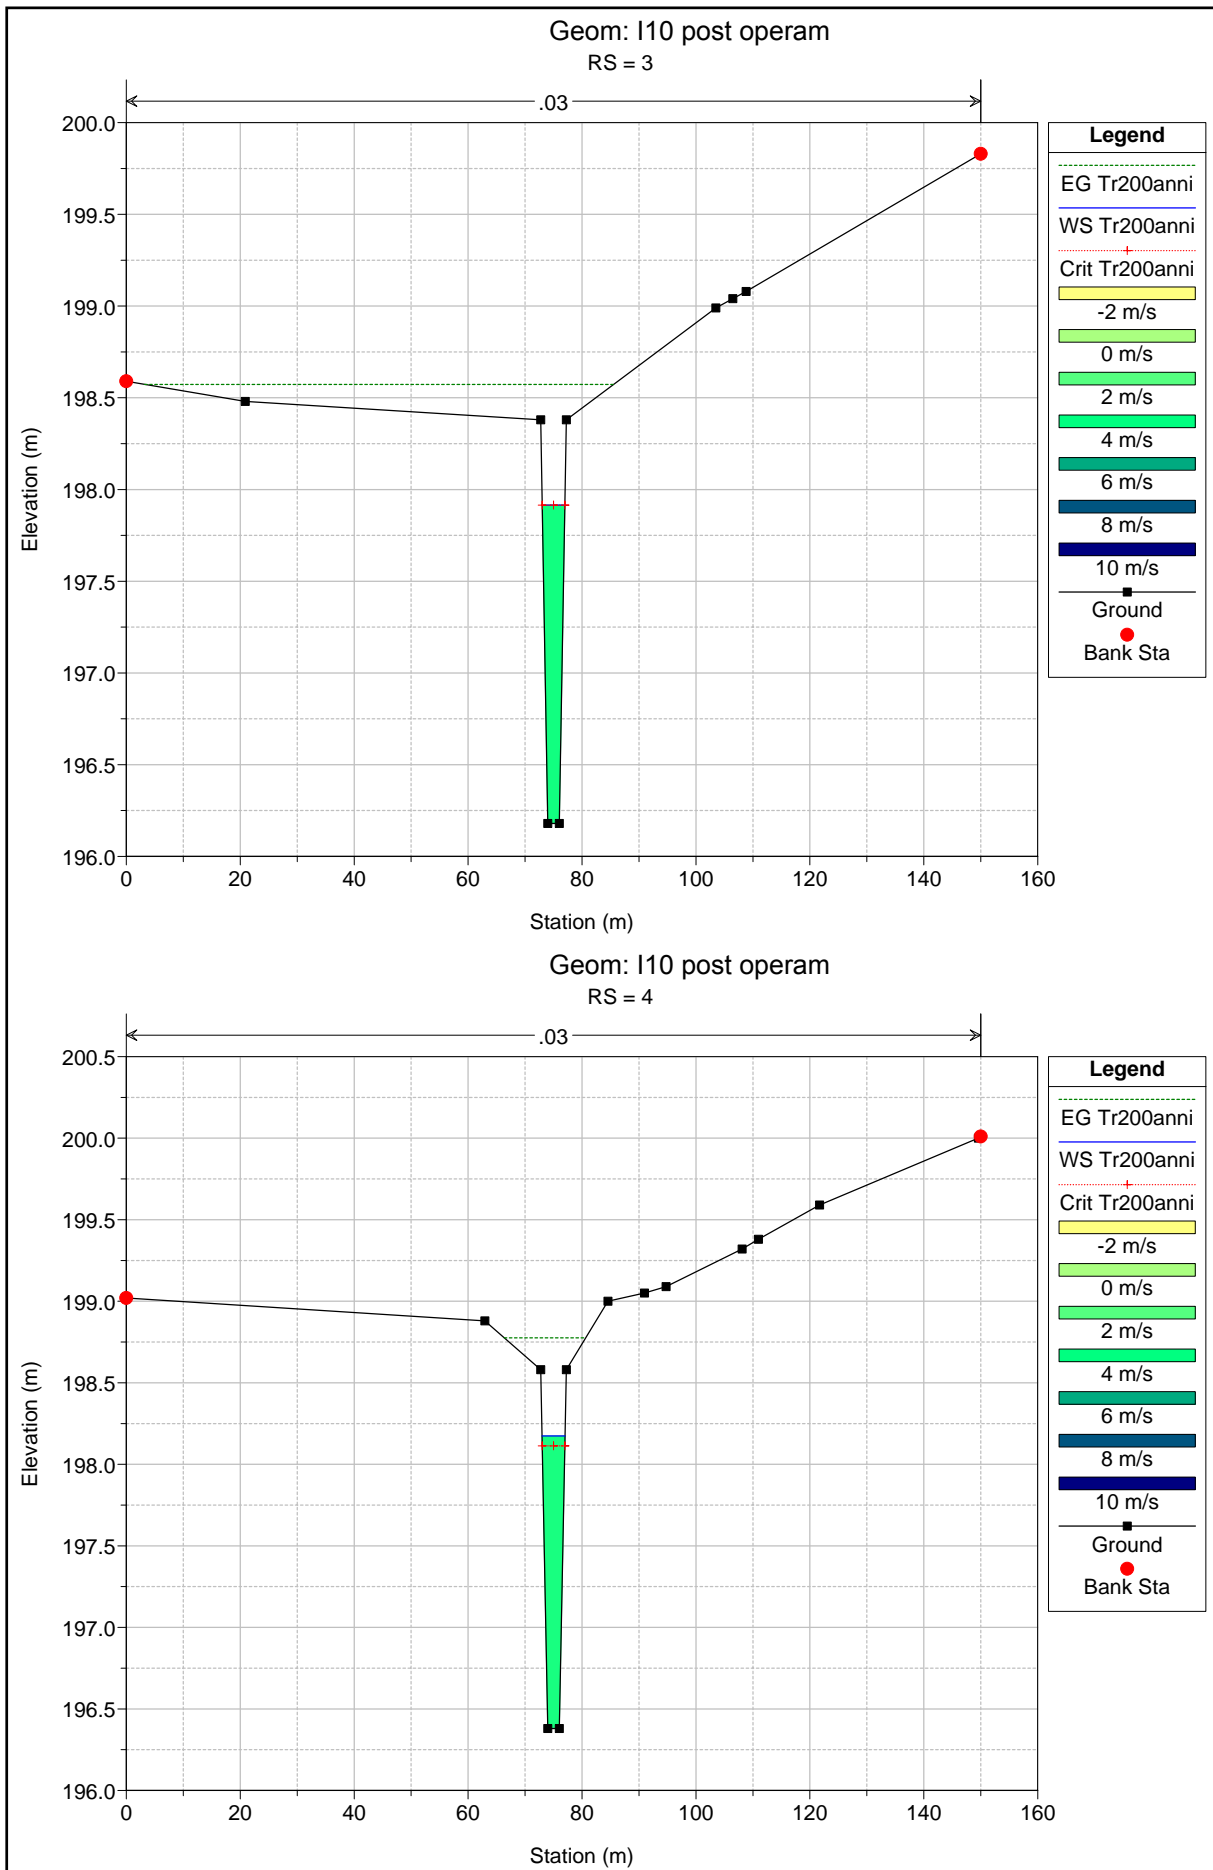 Geom: I10 post operam
RS = 3
.03
200.0
199.5
199.0
198.5
198.0
197.5
197.0
196.5
196.0
0 20 40 60 80 100 120 140 160
Station (m)
Elevation (m)
Legend
EG Tr200anni
WS Tr200anni
Crit Tr200anni
-2 m/s
0 m/s
2 m/s
4 m/s
6 m/s
8 m/s
10 m/s
Ground
Bank Sta
Geom: I10 post operam
RS = 4
.03
200.5
200.0
199.5
199.0
198.5
198.0
197.5
197.0
196.5
196.0
0 20 40 60 80 100 120 140 160
Station (m)
Elevation (m)
Legend
EG Tr200anni
WS Tr200anni
Crit Tr200anni
-2 m/s
0 m/s
2 m/s
4 m/s
6 m/s
8 m/s
10 m/s
Ground
Bank Sta